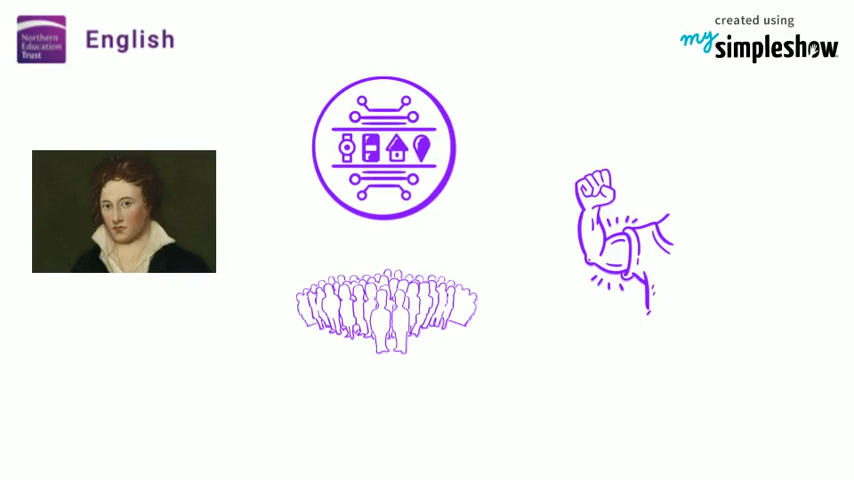 Northern
Education
Trust
English
created using
my
simpleshow